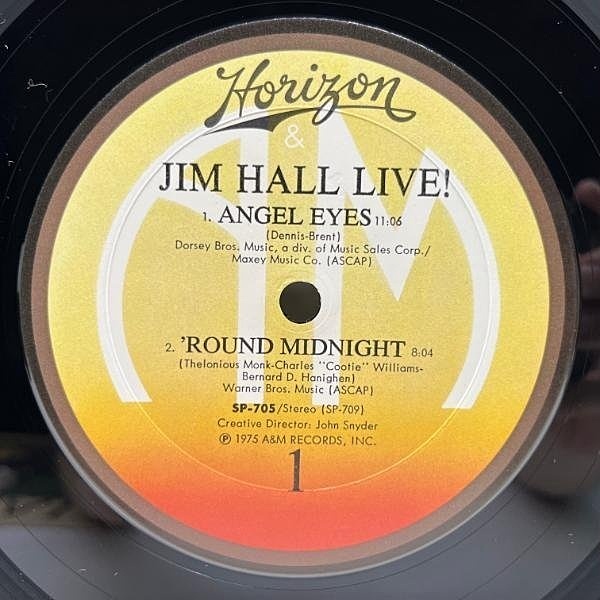 Horizon
A&M
JIM HALL LIVE!
1. ANGEL EYES 11:06
(Dennis-Brent)
Dorsey Bros. Music, a div. of Music Sales Corp./
Maxey Music Co. (ASCAP)
2. 'ROUND MIDNIGHT 8:04
(Thelonious Monk-Charles "Cootie" Williams-
Bernard D. Hanighen)
Warner Bros. Music (ASCAP)
SP-705/Stereo (SP-709)
Creative Director: John Snyder
℗ 1975 A&M RECORDS, INC.
1